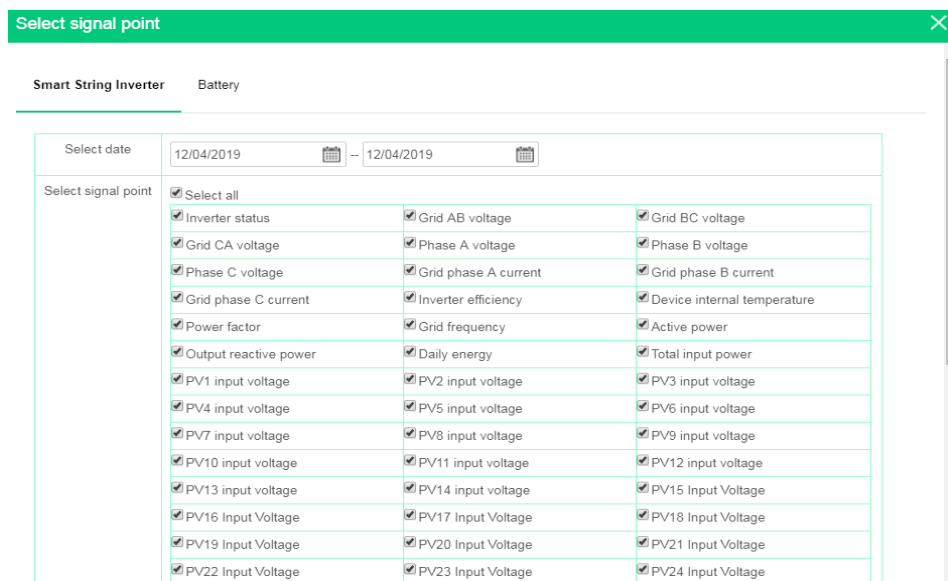 Select signal point
Smart String Inverter Battery
Select date 12/04/2019 -- 12/04/2019
Select signal point Select all
Inverter status Grid AB voltage Grid BC voltage
Grid CA voltage Phase A voltage Phase B voltage
Phase C voltage Grid phase A current Grid phase B current
Grid phase C current Inverter efficiency Device internal temperature
Power factor Grid frequency Active power
Output reactive power Daily energy Total input power
PV1 input voltage PV2 input voltage PV3 input voltage
PV4 input voltage PV5 input voltage PV6 input voltage
PV7 input voltage PV8 input voltage PV9 input voltage
PV10 input voltage PV11 input voltage PV12 input voltage
PV13 input voltage PV14 input voltage PV15 Input Voltage
PV16 Input Voltage PV17 Input Voltage PV18 Input Voltage
PV19 Input Voltage PV20 Input Voltage PV21 Input Voltage
PV22 Input Voltage PV23 Input Voltage PV24 Input Voltage